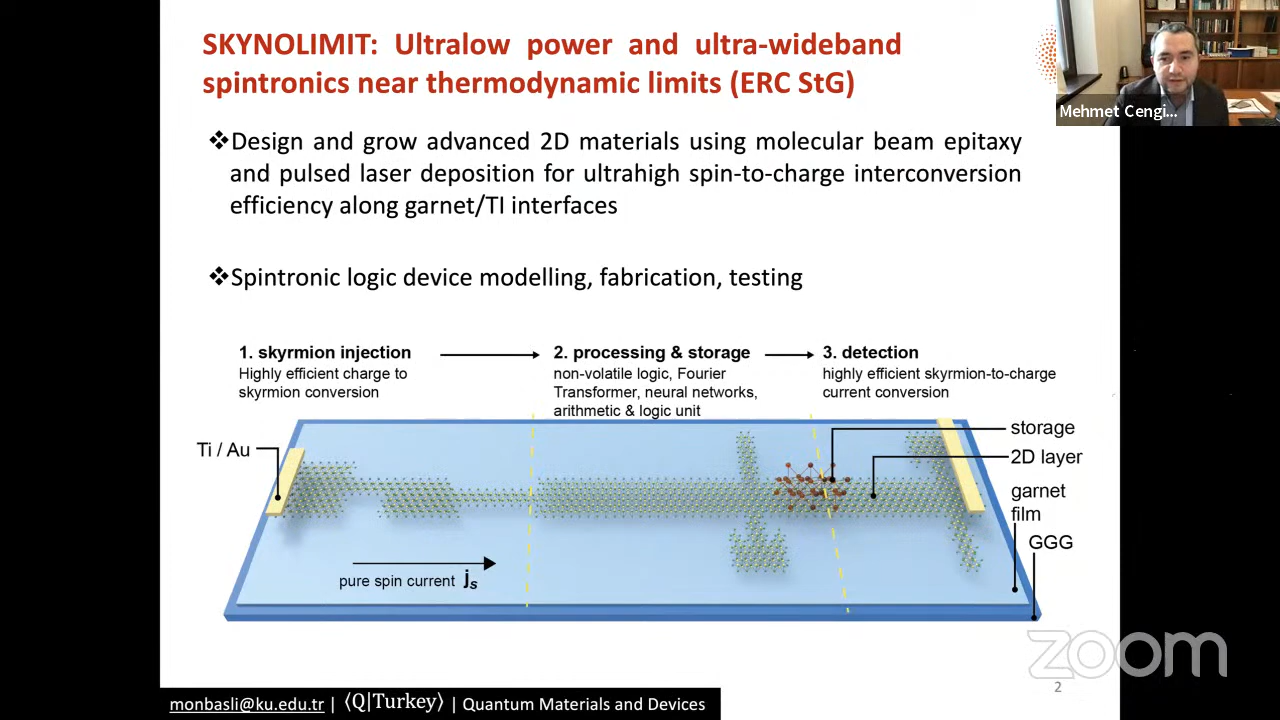 SKYNOLIMIT: Ultralow power and ultra-wideband
spintronics near thermodynamic limits (ERC StG)
Mehmet Cengi...
❖Design and grow advanced 2D materials using molecular beam epitaxy
and pulsed laser deposition for ultrahigh spin-to-charge interconversion
efficiency along garnet/TI interfaces
❖Spintronic logic device modelling, fabrication, testing
1. skyrmion injection
Highly efficient charge to
skyrmion conversion
2. processing & storage
non-volatile logic, Fourier
Transformer, neural networks,
arithmetic & logic unit
3. detection
highly efficient skyrmion-to-charge
current conversion
Ti / Au
storage
2D layer
garnet
film
GGG
pure spin current js
zoom
2
monbasli@ku.edu.tr | ⟨Q|Turkey⟩ | Quantum Materials and Devices